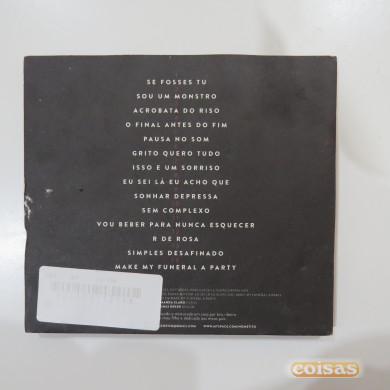 SE FOSSES TU
SOU UM MONSTRO
ACROBATA DO RISO
O FINAL ANTES DO FIM
PAUSA NO SOM
GRITO QUERO TUDO
ISSO E UM SORRISO
EU SEI LÁ EU ACHO QUE
SONHAR DEPRESSA
SEM COMPLEXO
VOU BEBER PARA NUNCA ESQUECER
R DE ROSA
SIMPLES DESAFINADO
MAKE MY FUNERAL A PARTY
coisas